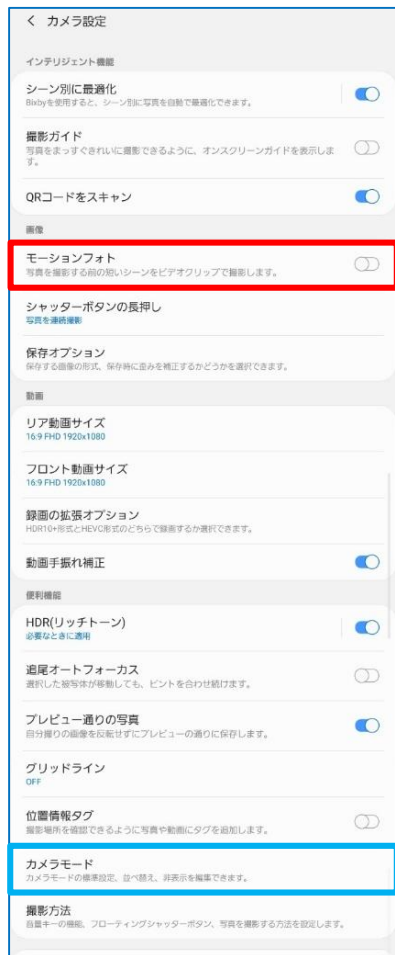 カメラ設定
インテリジェント機能
シーン別に最適化
Bixbyを使用すると、シーン別に写真を自動で最適化できます。
撮影ガイド
写真をまっすぐきれいに撮影できるように、オンスクリーンガイドを表示しま
す。
QRコードをスキャン
画像
モーションフォト
写真を撮影する前の短いシーンをビデオクリップで撮影します。
シャッターボタンの長押し
写真を連続撮影
保存オプション
保存する画像の形式、保存時に歪みを補正するかどうかを選択できます。
動画
リア動画サイズ
16:9 FHD 1920x1080
フロント動画サイズ
16:9 FHD 1920x1080
録画の拡張オプション
HDR10+形式とHEVC形式のどちらで録画するか選択できます。
動画手振れ補正
便利機能
HDR(リッチトーン)
必要なときに適用
追尾オートフォーカス
選択した被写体が移動しても、ピントを合わせ続けます。
プレビュー通りの写真
自分撮りの画像を反転せずにプレビューの通りに保存します。
グリッドライン
OFF
位置情報タグ
撮影場所を確認できるように写真や動画にタグを追加します。
カメラモード
カメラモードの標準設定、並べ替え、非表示を編集できます。
撮影方法
音量キーの機能、フローティングシャッターボタン、写真を撮影する方法を設定します。